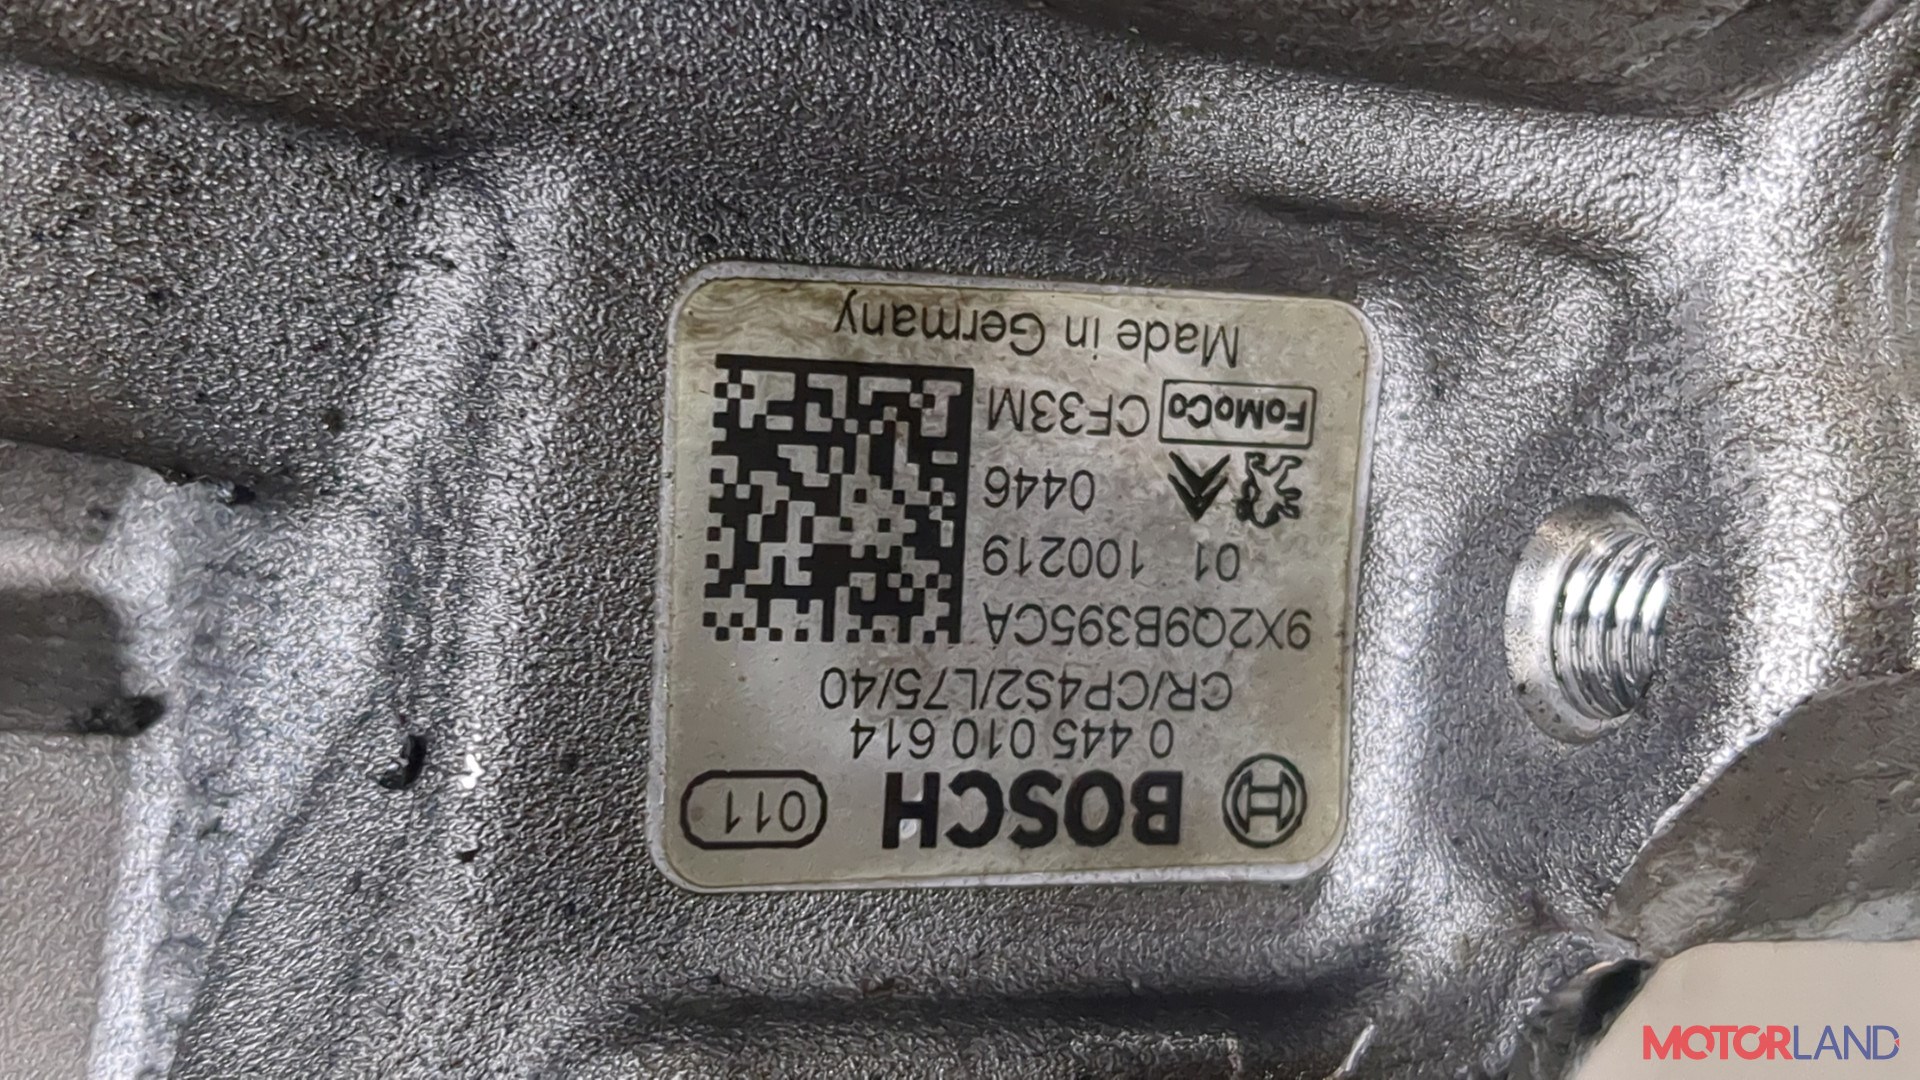 BOSCH 011
0 445 010 614
CR/CP4S2/L75/40
9X2Q9B395CA
01 100219
0446
FoMoCo CF33M
Made in Germany
MOTORLAND